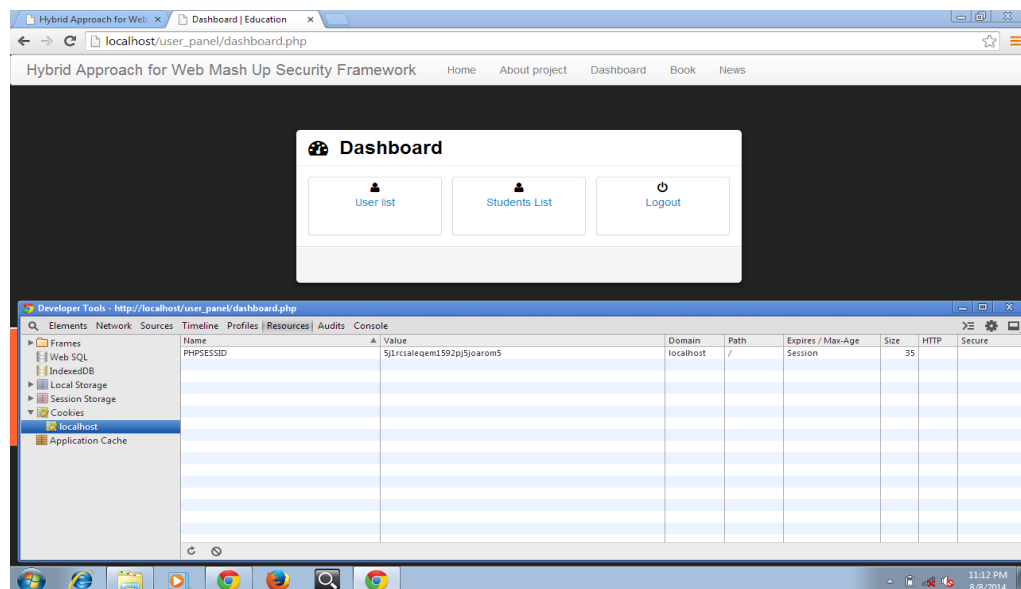 Hybrid Approach for Web
Dashboard | Education
localhost/user_panel/dashboard.php
Hybrid Approach for Web Mash Up Security Framework Home About project Dashboard Book News
Dashboard
User list
Students List
Logout
Developer Tools - http://localhost/user_panel/dashboard.php
Elements Network Sources Timeline Profiles Resources Audits Console
Frames
Web SQL
IndexedDB
Local Storage
Session Storage
Cookies
localhost
Application Cache
Name Value Domain Path Expires / Max-Age Size HTTP Secure
PHPSESSID 5j1rcsaleqem1592pj5joarom5 localhost / Session 35
11:12 PM
8/8/2014